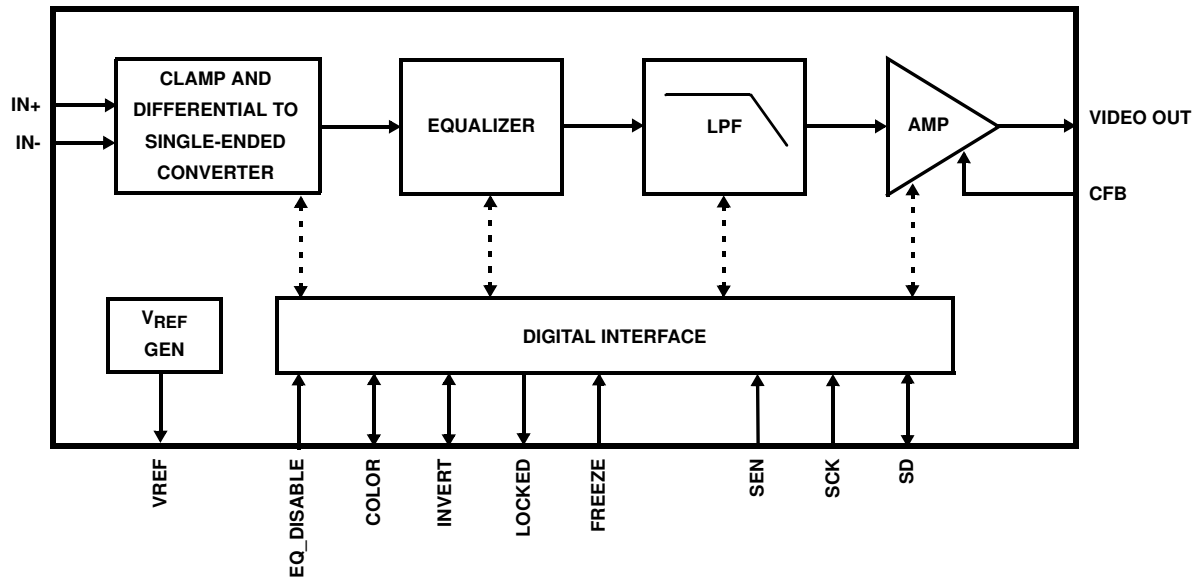 CLAMP AND
DIFFERENTIAL TO
SINGLE-ENDED
CONVERTER
EQUALIZER
LPF
AMP
IN+
IN-
VIDEO OUT
CFB
VREF
GEN
DIGITAL INTERFACE
VREF
EQ_DISABLE
COLOR
INVERT
LOCKED
FREEZE
SEN
SCK
SD